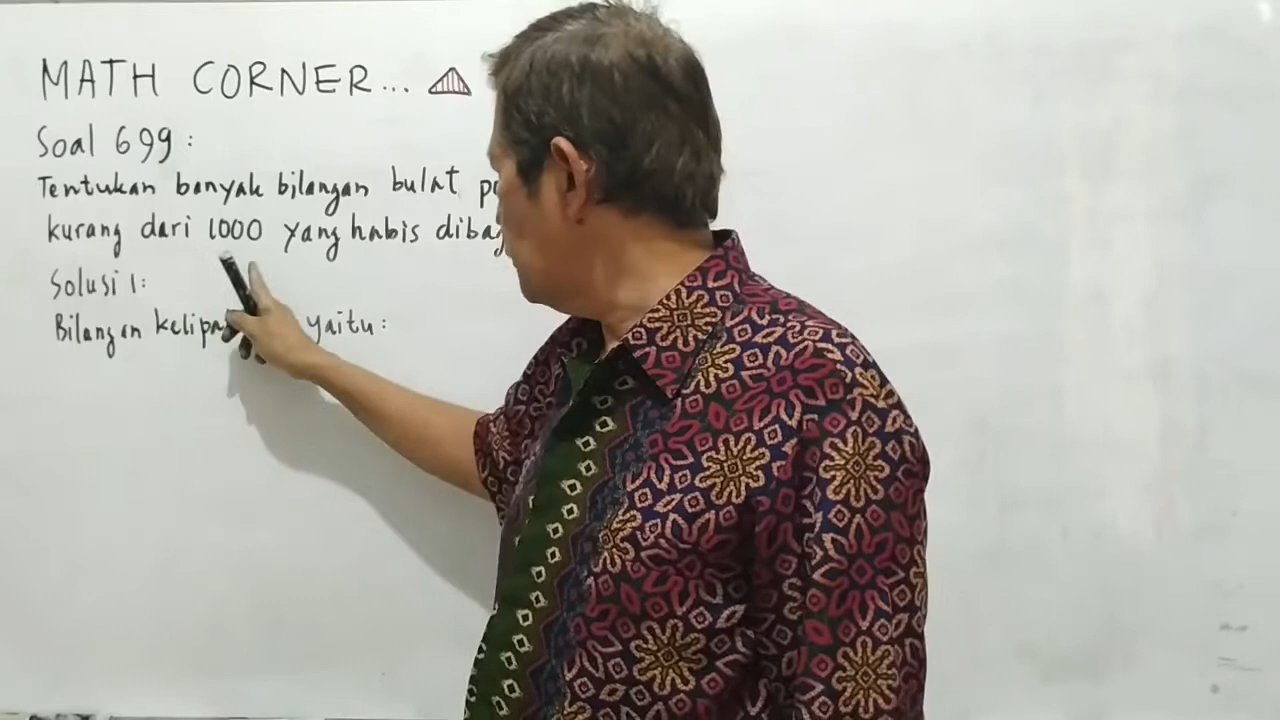 MATH CORNER...
Soal 699 :
Tentukan banyak bilangan bulat
kurang dari 1000 yang habis
Solusi 1:
Bilangan yaitu :